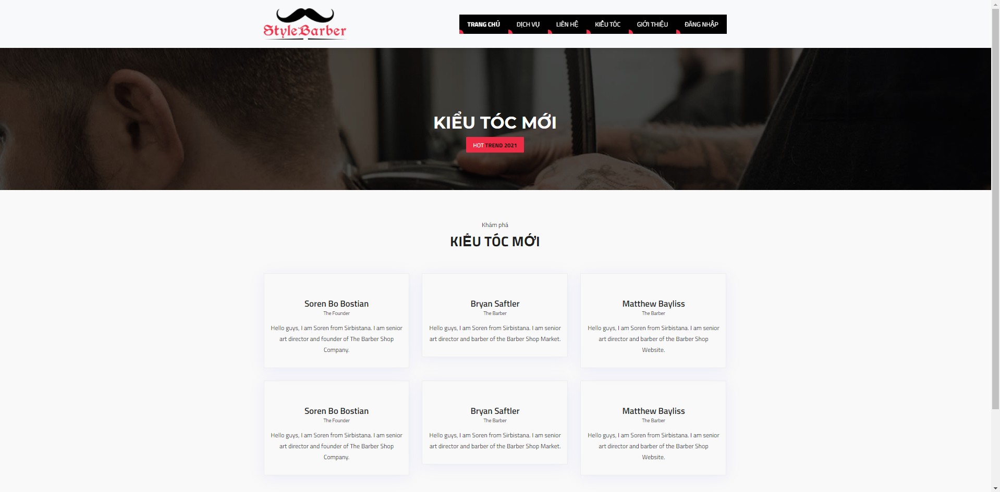 StyleBarber
TRANG CHỦ DỊCH VỤ LIÊN HỆ KIỂU TÓC GIỚI THIỆU ĐĂNG NHẬP
KIỂU TÓC MỚI
HOT TREND 2021
Khám phá
KIỂU TÓC MỚI
Soren Bo Bostian
The Founder
Hello guys, I am Soren from Sirbistana. I am senior
art director and founder of The Barber Shop
Company.
Bryan Saftler
The Barber
Hello guys, I am Soren from Sirbistana. I am senior
art director and barber of the Barber Shop Market.
Matthew Bayliss
The Barber
Hello guys, I am Soren from Sirbistana. I am senior
art director and barber of the Barber Shop
Website.
Soren Bo Bostian
The Founder
Hello guys, I am Soren from Sirbistana. I am senior
art director and founder of The Barber Shop
Company.
Bryan Saftler
The Barber
Hello guys, I am Soren from Sirbistana. I am senior
art director and barber of the Barber Shop Market.
Matthew Bayliss
The Barber
Hello guys, I am Soren from Sirbistana. I am senior
art director and barber of the Barber Shop
Website.